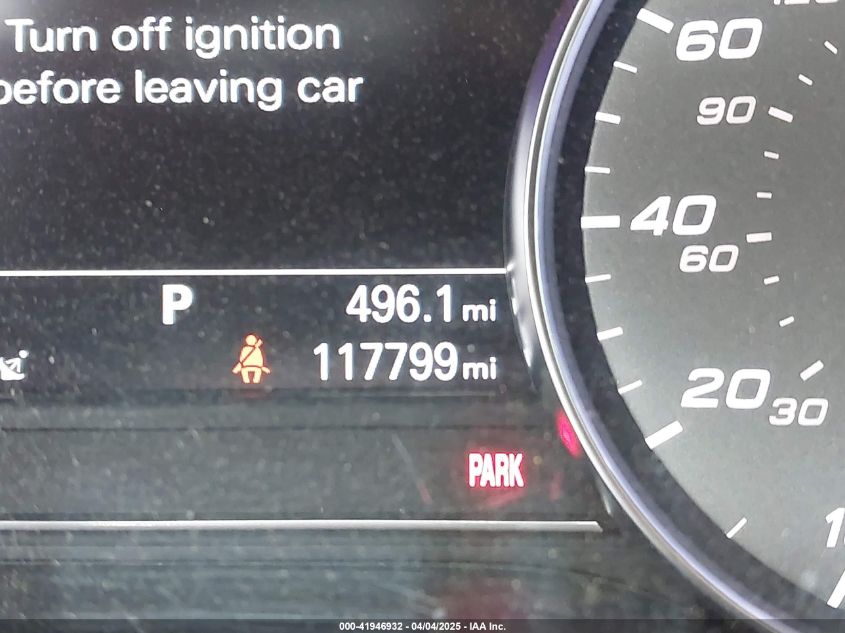 Turn off ignition
before leaving car
P 496.1 mi
117799 mi
PARK
60
90
40
60
20
30
000-41946932 - 04/04/2025 - IAA Inc.